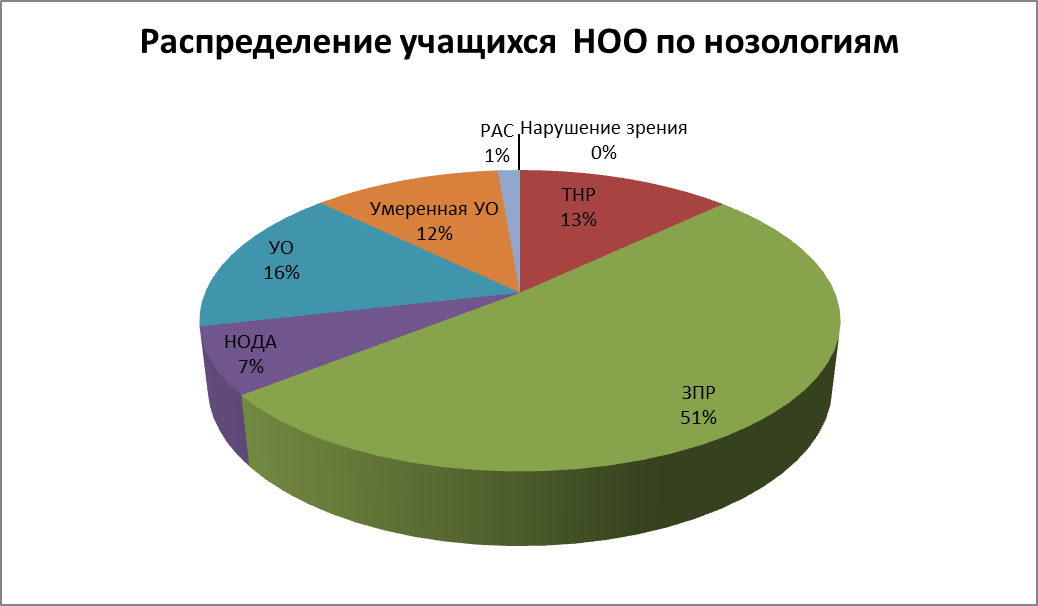 Распределение учащихся НОО по нозологиям
РАС
1%
Нарушение зрения
0%
ТНР
13%
Умеренная УО
12%
УО
16%
НОДА
7%
ЗПР
51%